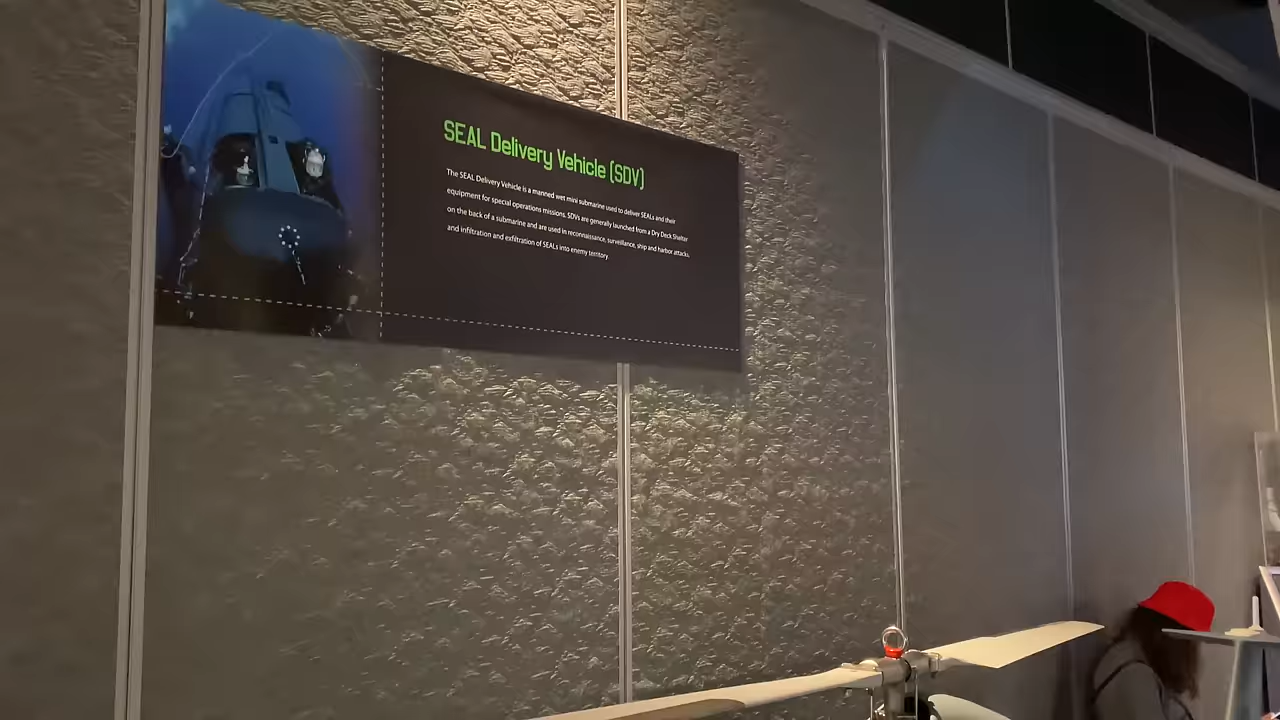 SEAL Delivery Vehicle (SDV)
The SEAL Delivery Vehicle is a manned wet mini submarine used to deliver SEALs and their
equipment for special operations missions. SDVs are generally launched from a Dry Deck Shelter
on the back of a submarine and are used in reconnaissance, surveillance, ship and harbor attacks,
and infiltration and exfiltration of SEALs into enemy territory.